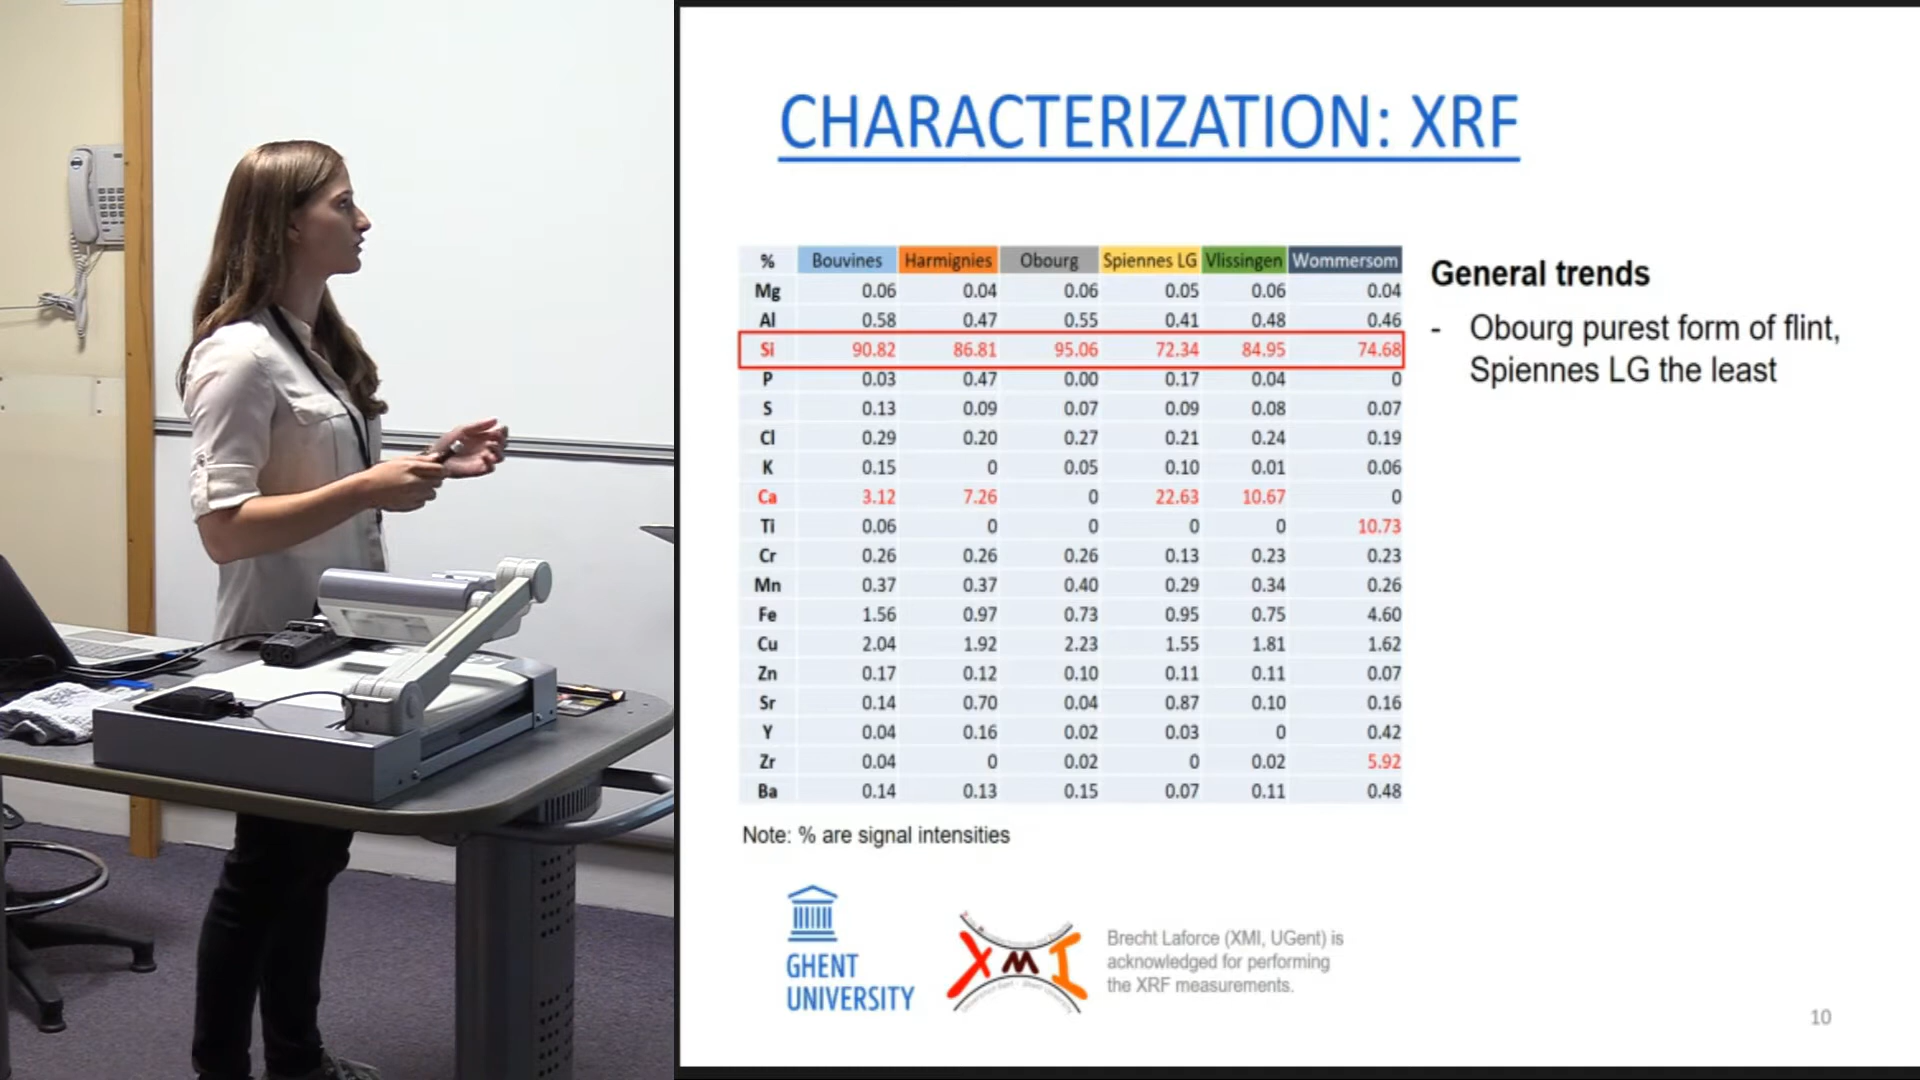 CHARACTERIZATION: XRF
% Bouvines Harmignies Obourg Spiennes LG Vlissingen Wommersom
Mg 0.06 0.04 0.06 0.05 0.06 0.04
Al 0.58 0.47 0.55 0.41 0.48 0.46
Si 90.82 86.81 95.06 72.34 84.95 74.68
P 0.03 0.47 0.00 0.17 0.04 0
S 0.13 0.09 0.07 0.09 0.08 0.07
Cl 0.29 0.20 0.27 0.21 0.24 0.19
K 0.15 0 0.05 0.10 0.01 0.06
Ca 3.12 7.26 0 22.63 10.67 0
Ti 0.06 0 0 0 0 10.73
Cr 0.26 0.26 0.26 0.13 0.23 0.23
Mn 0.37 0.37 0.40 0.29 0.34 0.26
Fe 1.56 0.97 0.73 0.95 0.75 4.60
Cu 2.04 1.92 2.23 1.55 1.81 1.62
Zn 0.17 0.12 0.10 0.11 0.11 0.07
Sr 0.14 0.70 0.04 0.87 0.10 0.16
Y 0.04 0.16 0.02 0.03 0 0.42
Zr 0.04 0 0.02 0 0.02 5.92
Ba 0.14 0.13 0.15 0.07 0.11 0.48
Note: % are signal intensities
General trends
- Obourg purest form of flint,
Spiennes LG the least
GHENT
UNIVERSITY
XMI
Brecht Laforce (XMI, UGent) is
acknowledged for performing
the XRF measurements.
10